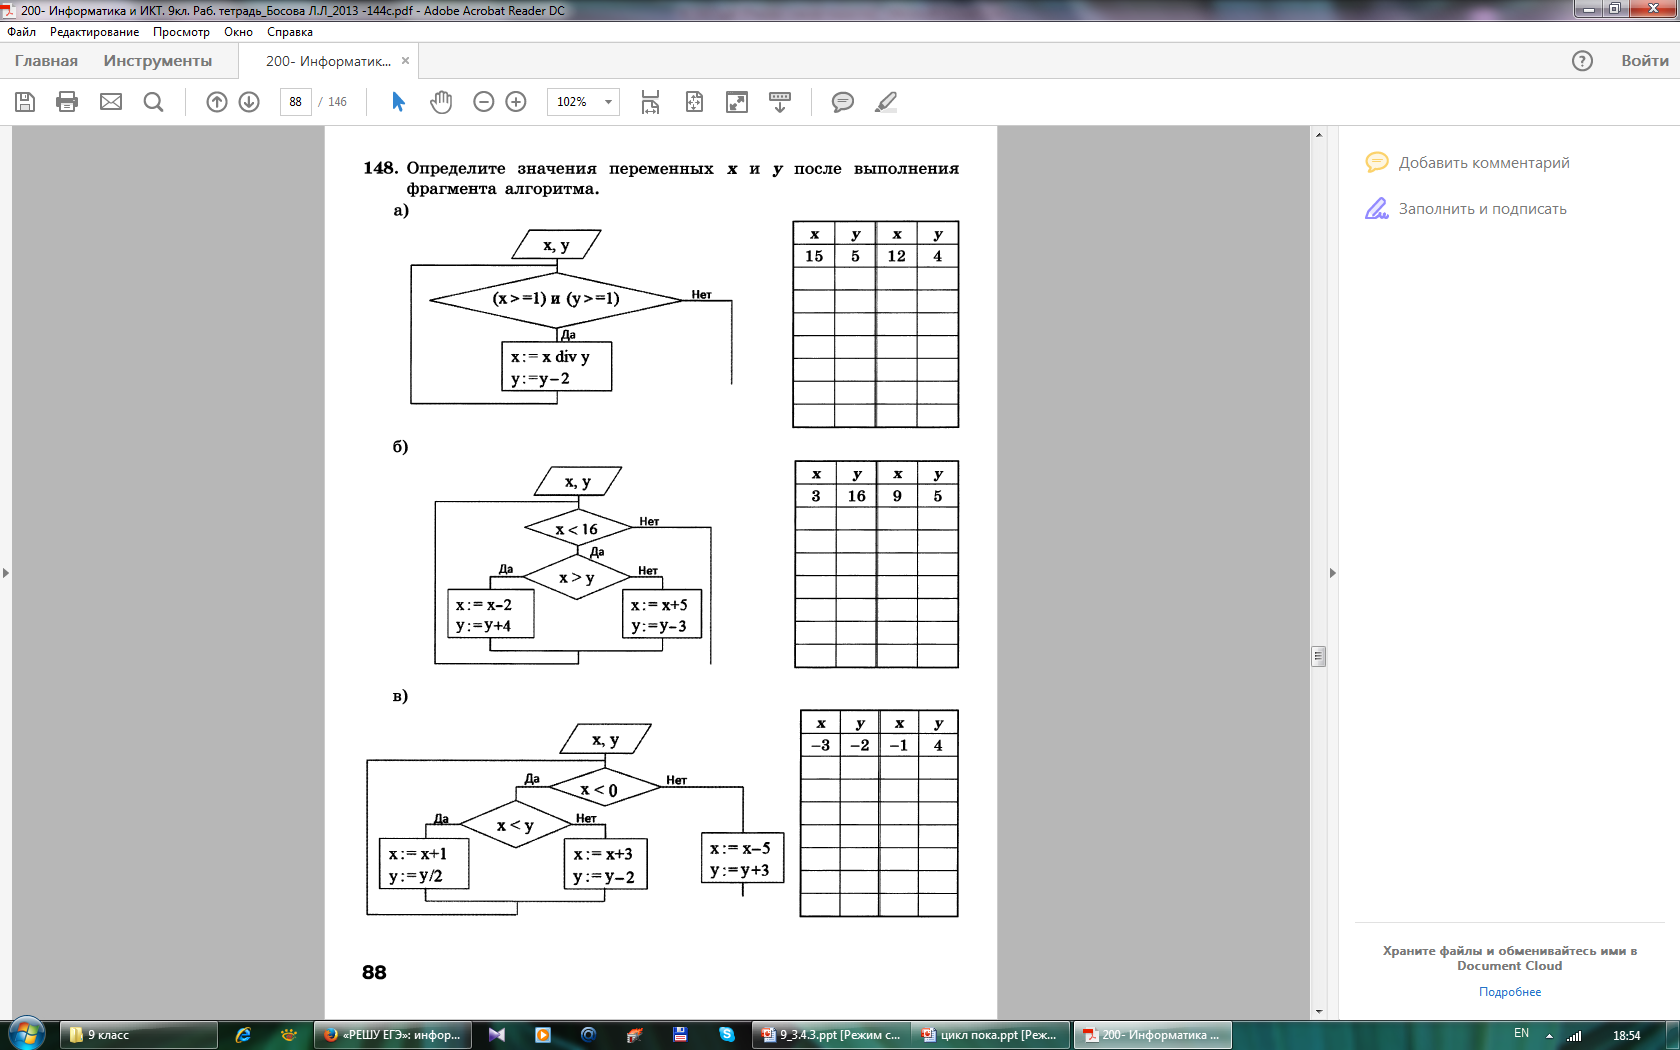 200- Информатика и ИКТ. 9кл. Раб. тетрадь_Босова Л.Л_2013 -144с.pdf - Adobe Acrobat Reader DC
Файл Редактирование Просмотр Окно Справка
Главная Инструменты 200- Информатик... × ? Войти
88 / 146 102%
148. Определите значения переменных x и y после выполнения
фрагмента алгоритма.
а)
x, y
(x>=1) и (y>=1)
Нет
Да
x:= x div y
y:=y–2
x y x y
15 5 12 4
б)
x, y
x < 16
Нет
Да
x > y
Да
Нет
x:= x–2
y:=y+4
x:= x+5
y:=y–3
x y x y
3 16 9 5
в)
x, y
x < 0
Да
Нет
x < y
Да
Нет
x:= x+1
y:=y/2
x:= x+3
y:=y–2
x:= x–5
y:=y+3
x y x y
–3 –2 –1 4
88
Добавить комментарий
Заполнить и подписать
Храните файлы и обменивайтесь ими в
Document Cloud
Подробнее
9 класс
«РЕШУ ЕГЭ»: инфор...
9_3.4.3.ppt [Режим с...
цикл пока.ppt [Реж...
200- Информатика ...
EN
18:54